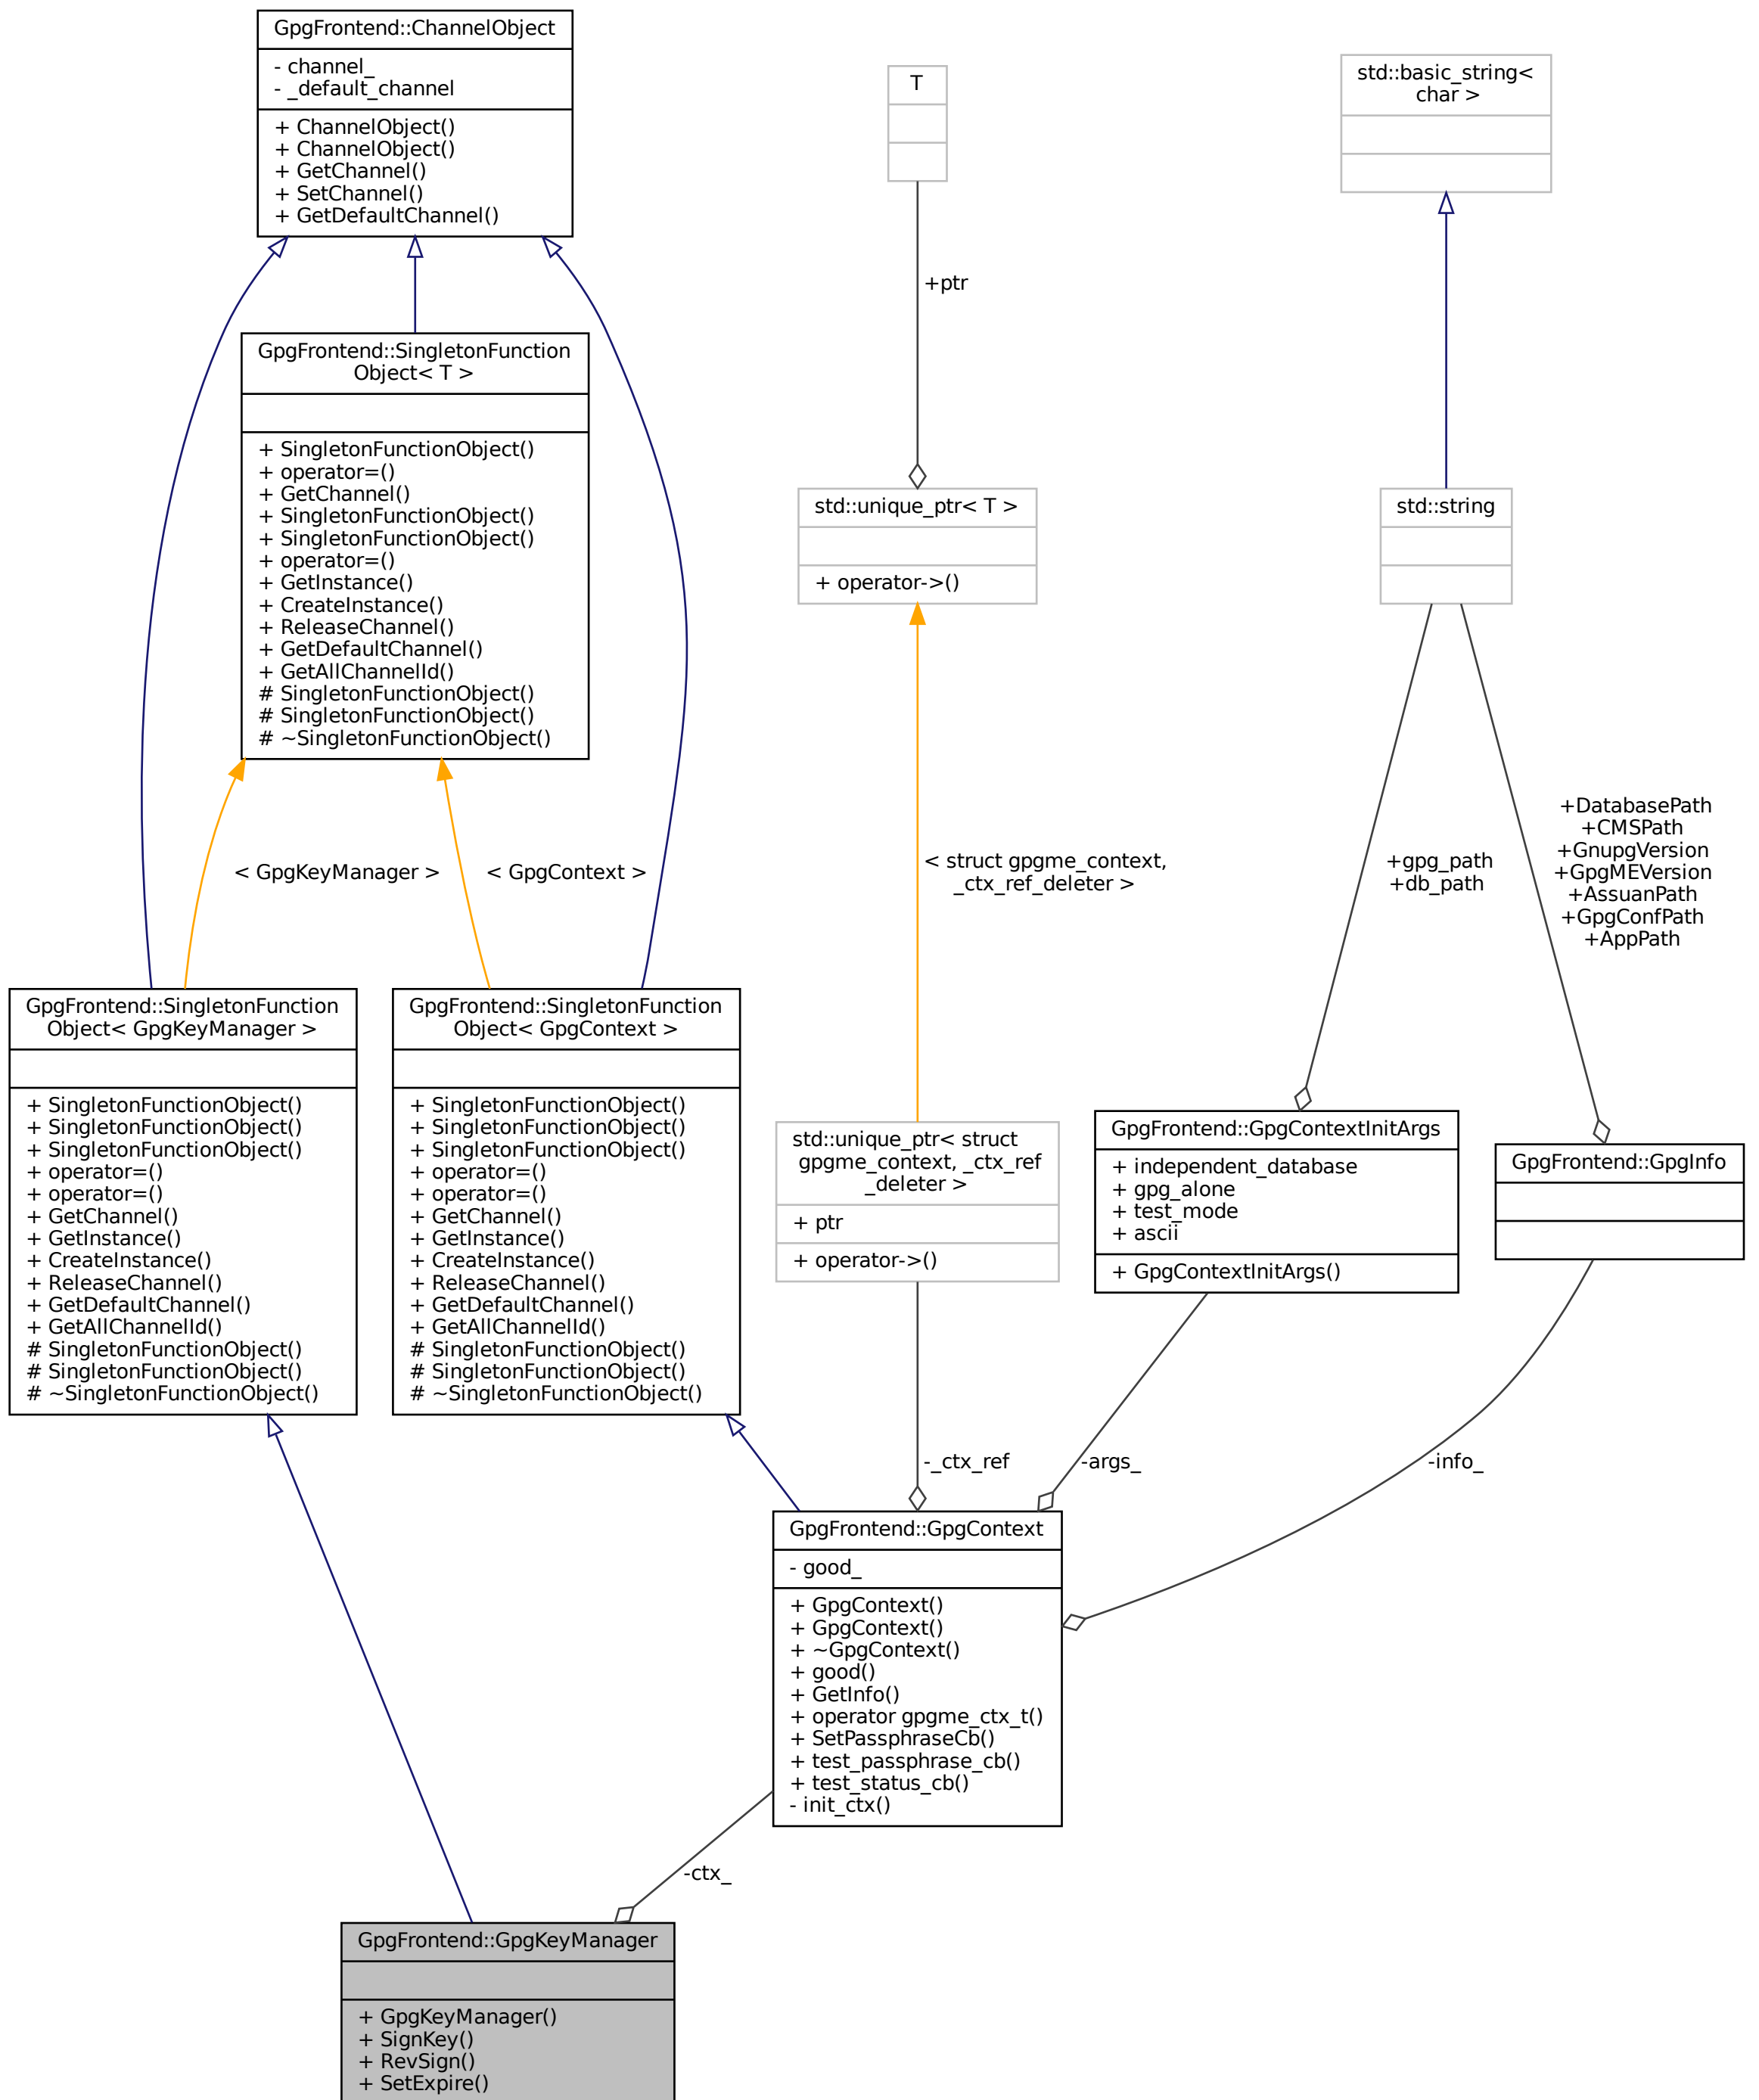 GpgFrontend::ChannelObject
- channel_
- _default_channel
+ ChannelObject()
+ ChannelObject()
+ GetChannel()
+ SetChannel()
+ GetDefaultChannel()
T
std::basic_string<
char >
+ptr
GpgFrontend::SingletonFunction
Object< T >
+ SingletonFunctionObject()
+ operator=()
+ GetChannel()
+ SingletonFunctionObject()
+ SingletonFunctionObject()
+ operator=()
+ GetInstance()
+ CreateInstance()
+ ReleaseChannel()
+ GetDefaultChannel()
+ GetAllChannelId()
# SingletonFunctionObject()
# SingletonFunctionObject()
# ~SingletonFunctionObject()
std::unique_ptr< T >
+ operator->()
std::string
< GpgKeyManager >
< GpgContext >
< struct gpgme_context,
_ctx_ref_deleter >
+gpg_path
+db_path
+DatabasePath
+CMSPath
+GnupgVersion
+GpgMEVersion
+AssuanPath
+GpgConfPath
+AppPath
GpgFrontend::SingletonFunction
Object< GpgKeyManager >
+ SingletonFunctionObject()
+ SingletonFunctionObject()
+ SingletonFunctionObject()
+ operator=()
+ operator=()
+ GetChannel()
+ GetInstance()
+ CreateInstance()
+ ReleaseChannel()
+ GetDefaultChannel()
+ GetAllChannelId()
# SingletonFunctionObject()
# SingletonFunctionObject()
# ~SingletonFunctionObject()
GpgFrontend::SingletonFunction
Object< GpgContext >
+ SingletonFunctionObject()
+ SingletonFunctionObject()
+ SingletonFunctionObject()
+ operator=()
+ operator=()
+ GetChannel()
+ GetInstance()
+ CreateInstance()
+ ReleaseChannel()
+ GetDefaultChannel()
+ GetAllChannelId()
# SingletonFunctionObject()
# SingletonFunctionObject()
# ~SingletonFunctionObject()
std::unique_ptr< struct
gpgme_context, _ctx_ref
_deleter >
+ ptr
+ operator->()
GpgFrontend::GpgContextInitArgs
+ independent_database
+ gpg_alone
+ test_mode
+ ascii
+ GpgContextInitArgs()
GpgFrontend::GpgInfo
-_ctx_ref
-args_
-info_
GpgFrontend::GpgContext
- good_
+ GpgContext()
+ GpgContext()
+ ~GpgContext()
+ good()
+ GetInfo()
+ operator gpgme_ctx_t()
+ SetPassphraseCb()
+ test_passphrase_cb()
+ test_status_cb()
- init_ctx()
-ctx_
GpgFrontend::GpgKeyManager
+ GpgKeyManager()
+ SignKey()
+ RevSign()
+ SetExpire()